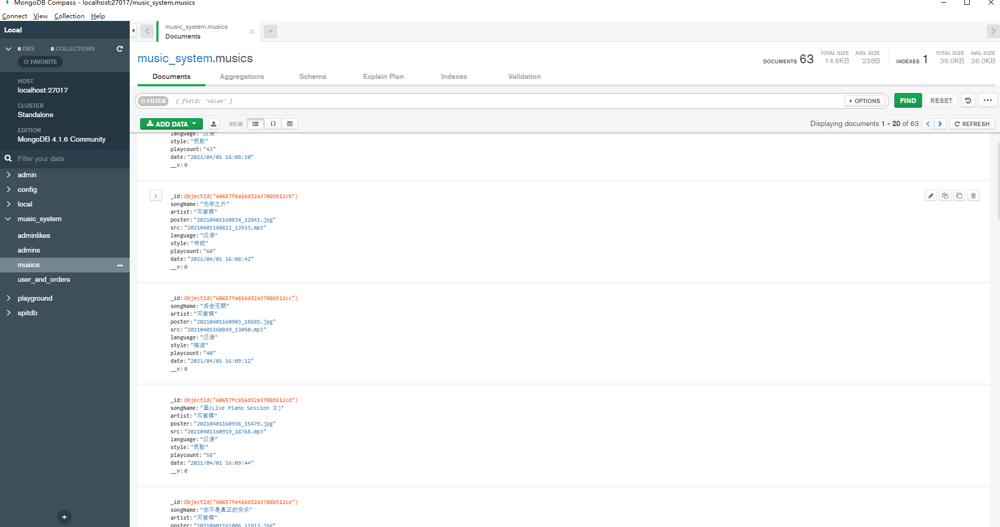 MongoDB Compass - localhost:27017/music_system.musics
Connect View Collection Help
Local
6 DBS 8 COLLECTIONS
FAVORITE
HOST
localhost:27017
CLUSTER
Standalone
EDITION
MongoDB 4.1.6 Community
Filter your data
admin
config
local
music_system
adminlikes
admins
musics
user_and_orders
playground
spitdb
music_system.musics
Documents
music_system.musics
DOCUMENTS 63 TOTAL SIZE 14.6KB AVG. SIZE 238B INDEXES 1 TOTAL SIZE 36.0KB AVG. SIZE 36.0KB
Documents Aggregations Schema Explain Plan Indexes Validation
FILTER { field: 'value' } OPTIONS FIND RESET
ADD DATA VIEW {} Displaying documents 1 - 20 of 63 REFRESH
language:"汉语"
style:"民歌"
playcount:"43"
date:"2021/04/01 16:08:10"
__v:0
_id:ObjectId("60657f8a16d32a3708b512cb")
songName:"光年之外"
artist:"邓紫棋"
poster:"20210401160834_12841.jpg"
src:"20210401160821_13553.mp3"
language:"汉语"
style:"传统"
playcount:"60"
date:"2021/04/01 16:08:42"
__v:0
_id:ObjectId("60657fa816d32a3708b512cc")
songName:"后会无期"
artist:"邓紫棋"
poster:"20210401160903_18685.jpg"
src:"20210401160849_13050.mp3"
language:"汉语"
style:"摇滚"
playcount:"40"
date:"2021/04/01 16:09:12"
__v:0
_id:ObjectId("60657fc816d32a3708b512cd")
songName:"画(Live Piano Session Ⅱ)"
artist:"邓紫棋"
poster:"20210401160936_15479.jpg"
src:"20210401160919_18768.mp3"
language:"汉语"
style:"民歌"
playcount:"58"
date:"2021/04/01 16:09:44"
__v:0
_id:ObjectId("60657fe416d32a3708b512ce")
songName:"你不是真正的快乐"
artist:"邓紫棋"
poster:"20210401161006_11813.jpg"